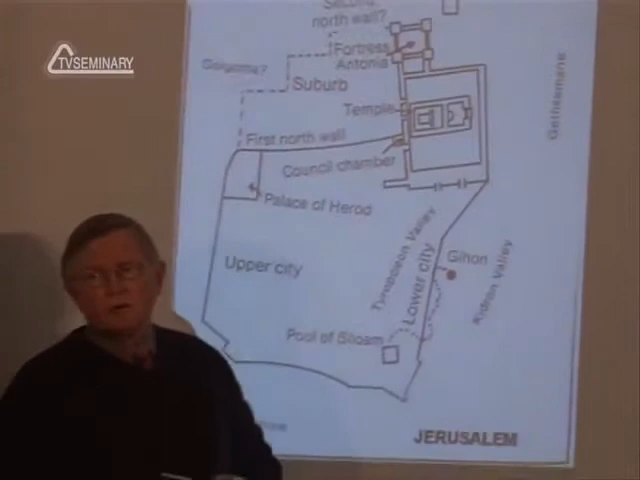 TVSEMINARY
Second
north wall?
Fortress
Antonia
Golgotha?
Suburb
Gethsemane
Temple
First north wall
Council chamber
Palace of Herod
Upper city
Tyropoeon Valley
Lower city
Gihon
Kidron Valley
Pool of Siloam
JERUSALEM